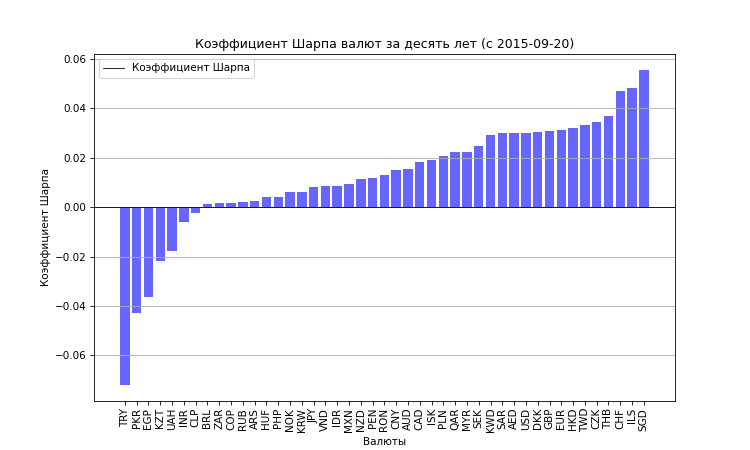 Коэффициент Шарпа валют за десять лет (с 2015-09-20)
Коэффициент Шарпа
0.06
0.04
0.02
0.00
−0.02
−0.04
−0.06
Коэффициент Шарпа
TRY PKR EGP KZT UAH INR CLP BRL ZAR COP RUB ARS HUF PHP NOK KRW JPY VND IDR MXN NZD PEN RON CNY AUD CAD ISK PLN QAR MYR SEK KWD SAR AED USD DKK GBP EUR HKD TWD CZK THB CHF ILS SGD
Валюты